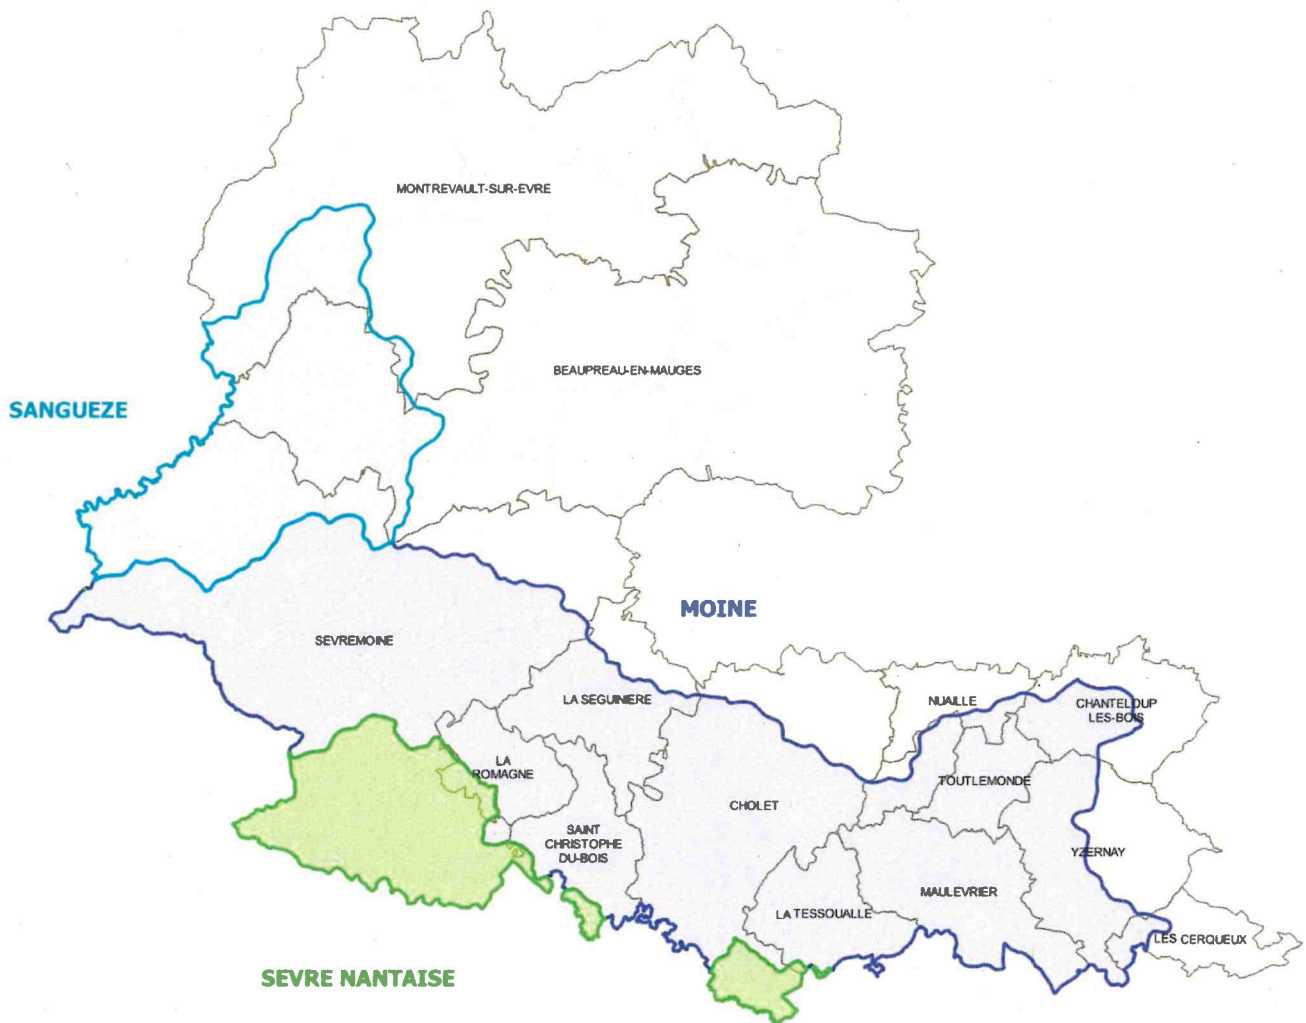 MONTREVAULT-SUR-EVRE
BEAUPREAU-EN-MAUGES
SANGUEZE
MOINE
SEVREMOINE
LA SEGUINIERE
NUAILLE
CHANTELOUP
LES-BOIS
LA
ROMAGNE
TOUTLEMONDE
CHOLET
SAINT
CHRISTOPHE
DU-BOIS
YZERNAY
MAULEVRIER
LA TESSOUALLE
LES CERQUEUX
SEVRE NANTAISE